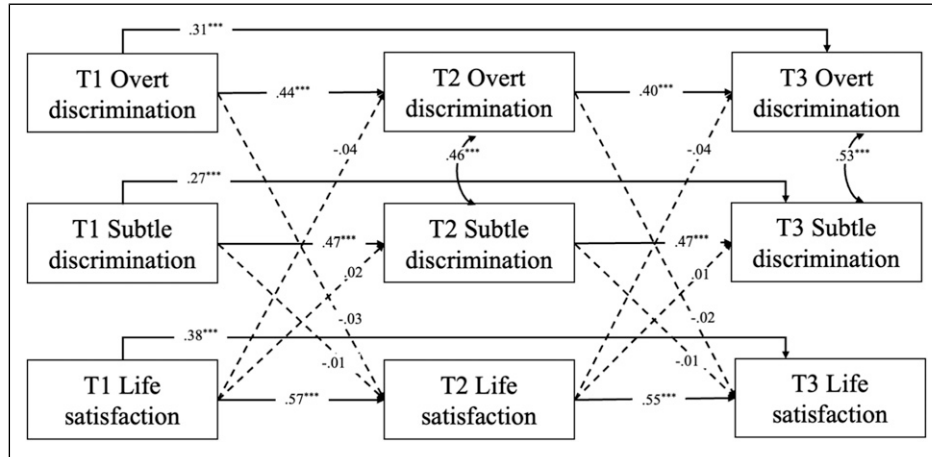 .31***
T1 Overt
discrimination
.44***
T2 Overt
discrimination
.40***
T3 Overt
discrimination
-.04
.46***
-.04
.53***
.27***
T1 Subtle
discrimination
.47***
T2 Subtle
discrimination
.47***
T3 Subtle
discrimination
.02
.01
-.03
-.02
.38***
-.01
-.01
T1 Life
satisfaction
.57***
T2 Life
satisfaction
.55***
T3 Life
satisfaction